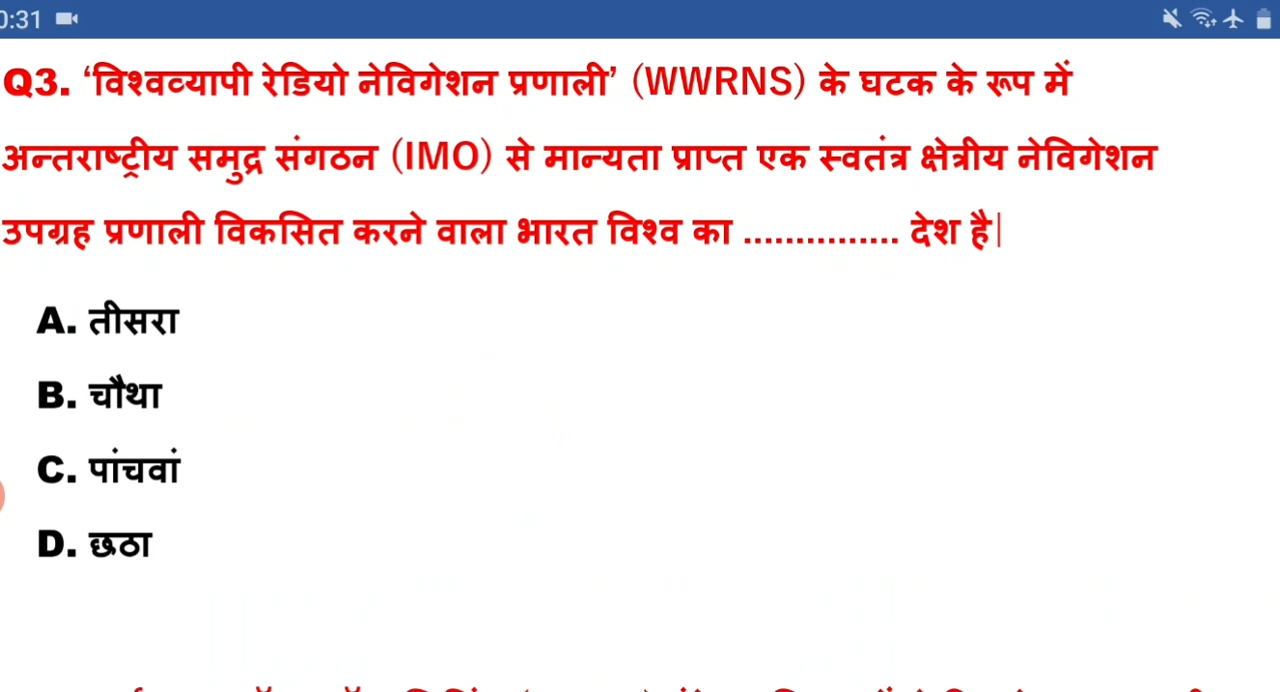 0:31
Q3. ‘विश्वव्यापी रेडियो नेविगेशन प्रणाली’ (WWRNS) के घटक के रूप में
अन्तराष्ट्रीय समुद्र संगठन (IMO) से मान्यता प्राप्त एक स्वतंत्र क्षेत्रीय नेविगेशन
उपग्रह प्रणाली विकसित करने वाला भारत विश्व का ............... देश है|
A. तीसरा
B. चौथा
C. पांचवां
D. छठा